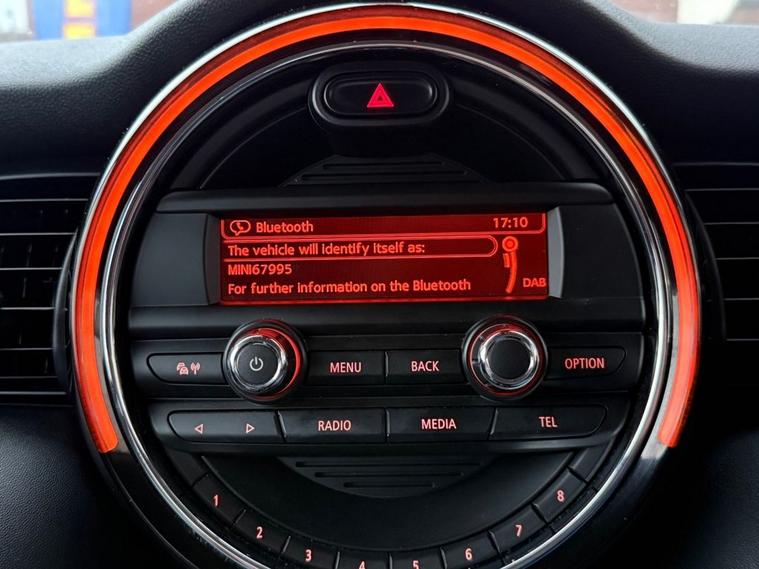 Bluetooth 17:10
The vehicle will identify itself as:
MINI67995
For further information on the Bluetooth
DAB
MENU BACK OPTION
RADIO MEDIA TEL
1 2 3 4 5 6 7 8